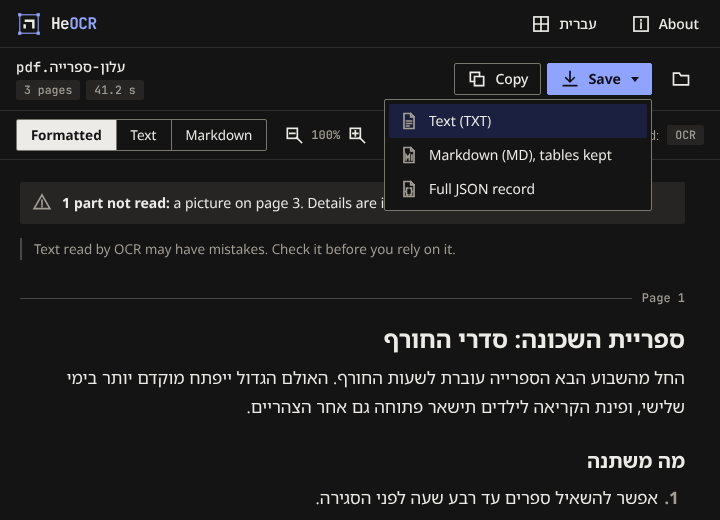 HeOCR
עברית
About
עלון-ספרייה.pdf
3 pages
41.2 s
Copy
Save
Text (TXT)
Markdown (MD), tables kept
Full JSON record
Formatted
Text
Markdown
100%
OCR
1 part not read: a picture on page 3. Details are
Text read by OCR may have mistakes. Check it before you rely on it.
Page 1
ספריית השכונה: סדרי החורף
החל מהשבוע הבא הספרייה עוברת לשעות החורף. האולם הגדול ייפתח מוקדם יותר בימי
שלישי, ופינת הקריאה לילדים תישאר פתוחה גם אחר הצהריים.
מה משתנה
1. אפשר להשאיל ספרים עד רבע שעה לפני הסגירה.